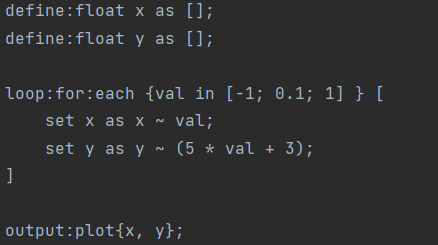 define:float x as [];
define:float y as [];
loop:for:each {val in [-1; 0.1; 1] } [
set x as x ~ val;
set y as y ~ (5 * val + 3);
]
output:plot{x, y};